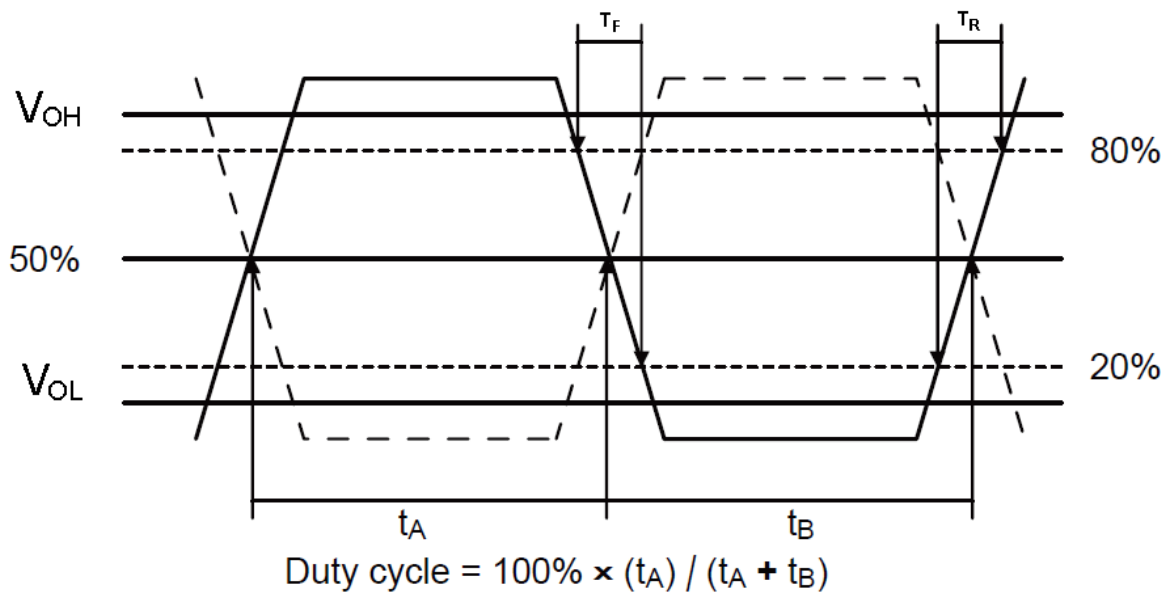 TF TR
VOH
80%
50%
20%
VOL
tA tB
Duty cycle = 100% × (tA) / (tA + tB)